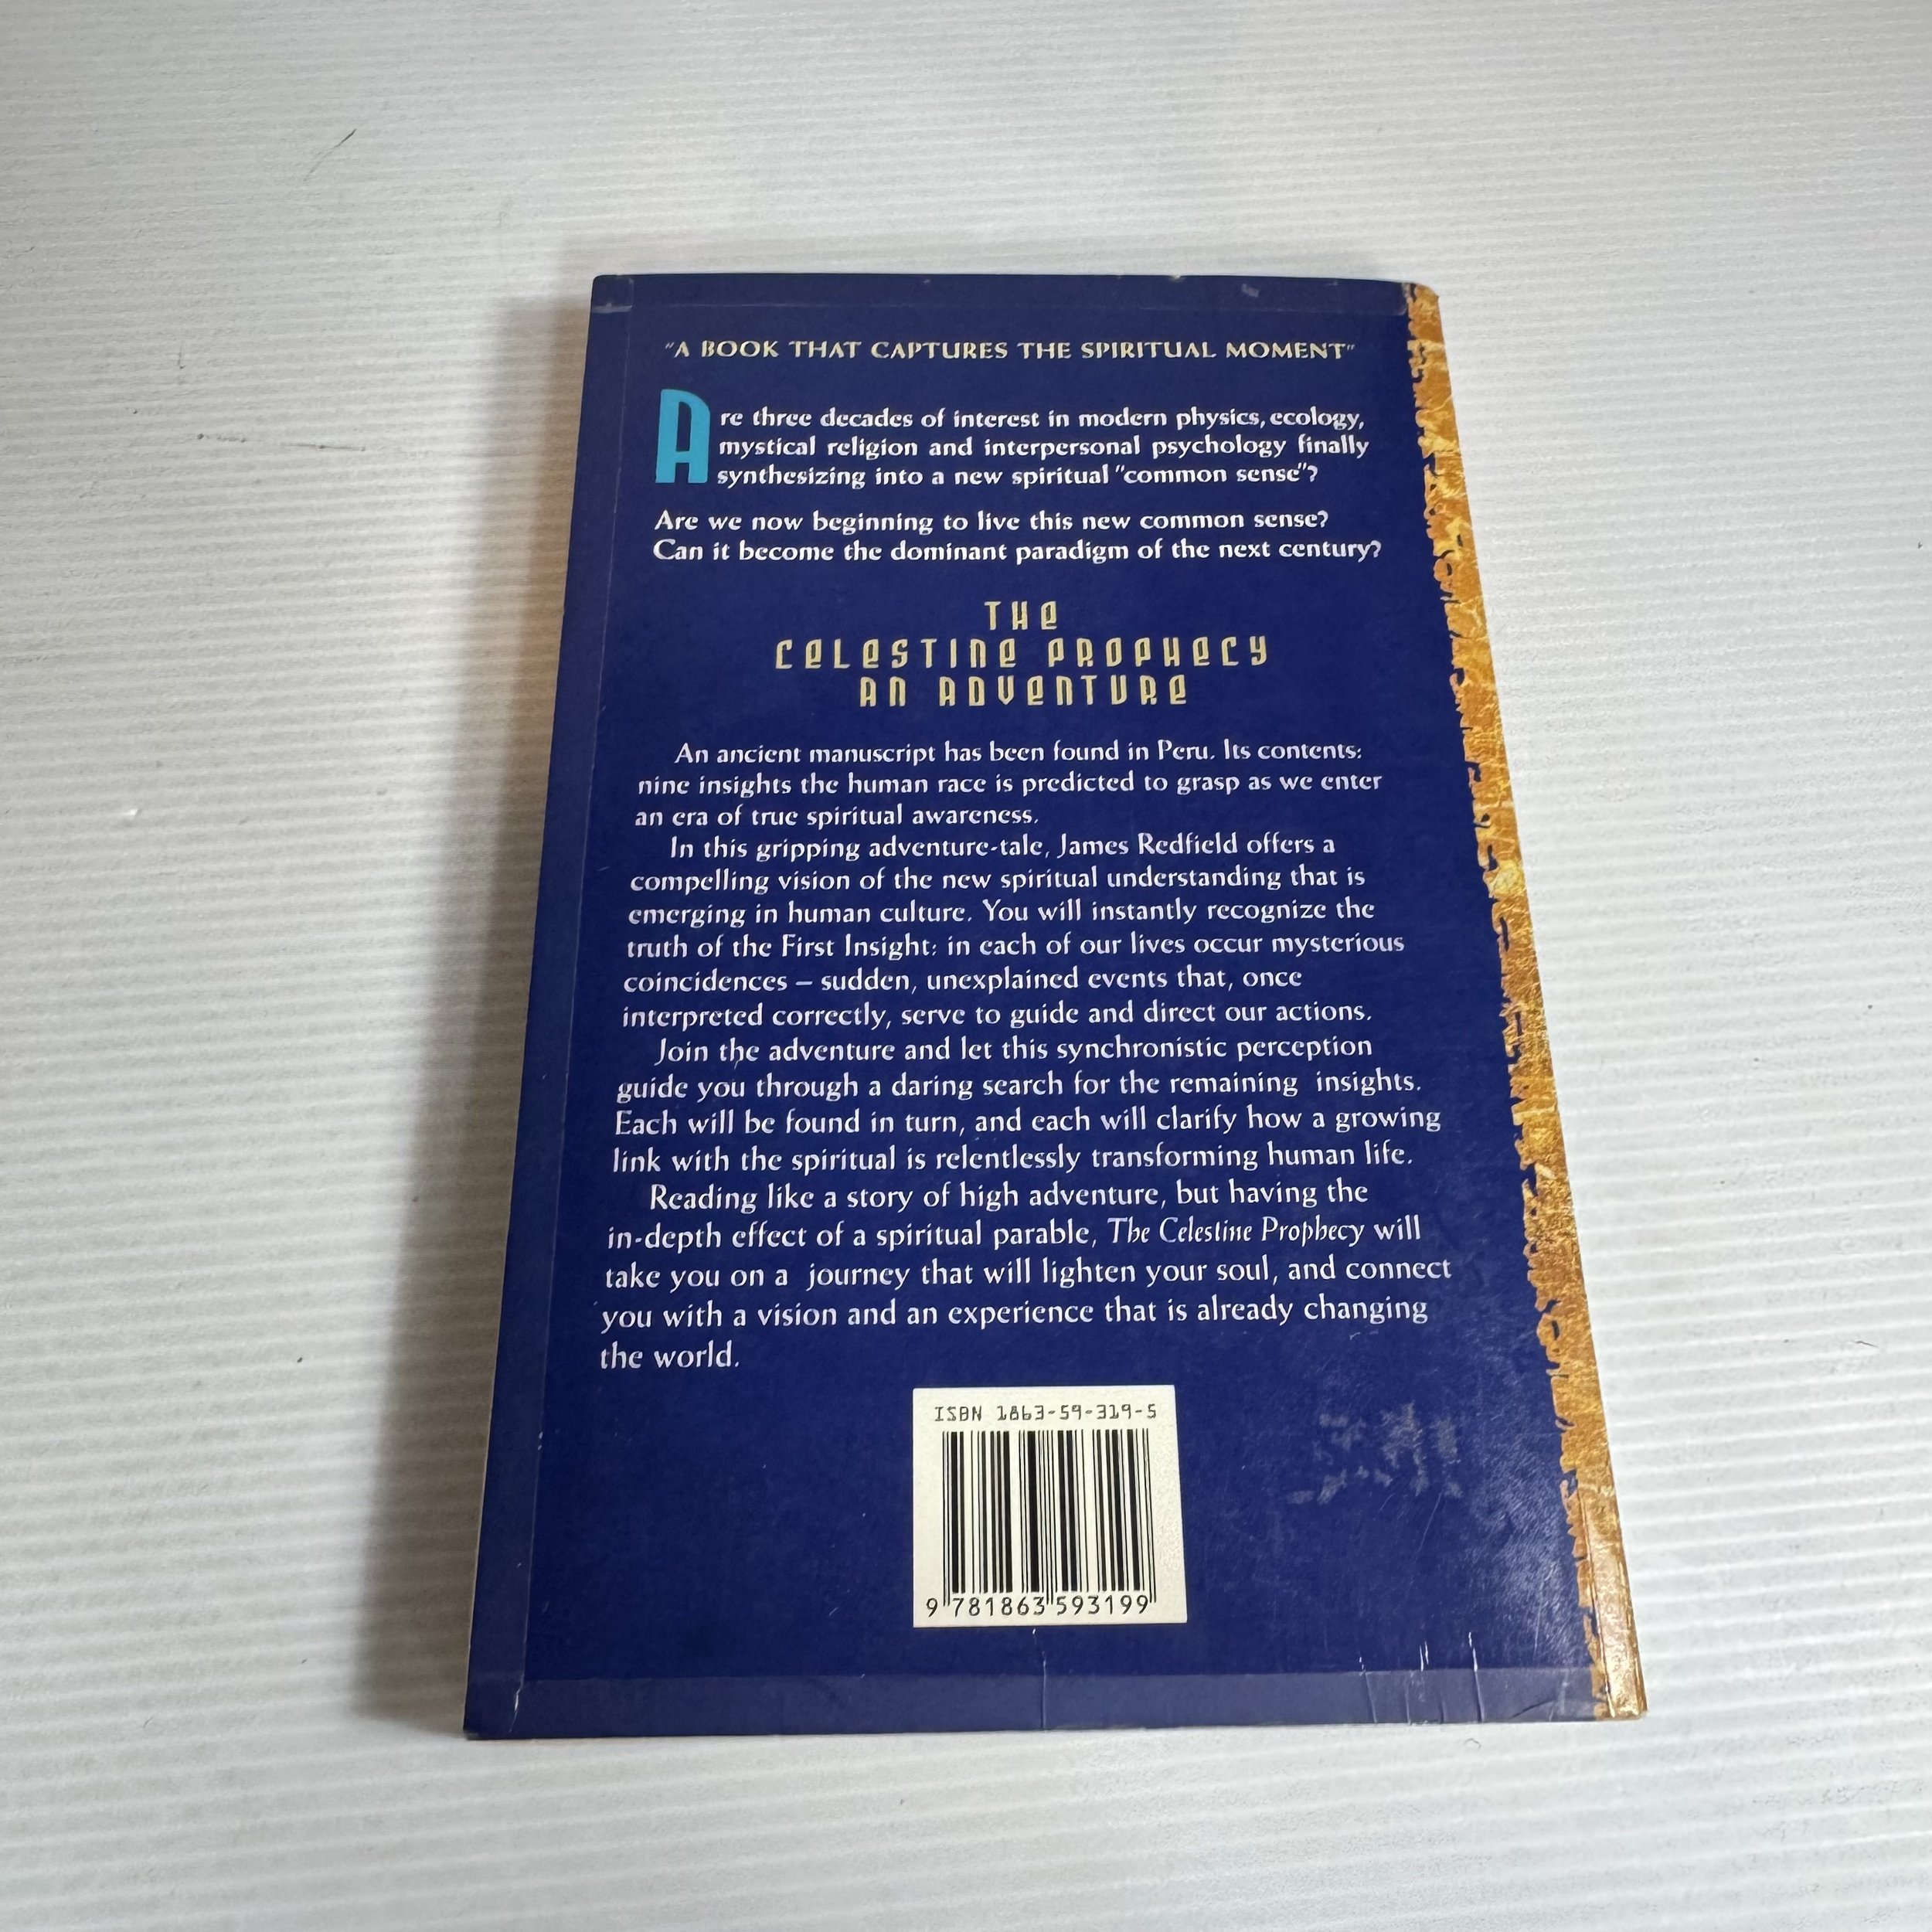 "A BOOK THAT CAPTURES THE SPIRITUAL MOMENT"
Are three decades of interest in modern physics, ecology,
mystical religion and interpersonal psychology finally
synthesizing into a new spiritual "common sense"?
Are we now beginning to live this new common sense?
Can it become the dominant paradigm of the next century?
THE
CELESTINE PROPHECY
AN ADVENTURE
An ancient manuscript has been found in Peru. Its contents:
nine insights the human race is predicted to grasp as we enter
an era of true spiritual awareness.
In this gripping adventure-tale, James Redfield offers a
compelling vision of the new spiritual understanding that is
emerging in human culture. You will instantly recognize the
truth of the First Insight: in each of our lives occur mysterious
coincidences – sudden, unexplained events that, once
interpreted correctly, serve to guide and direct our actions.
Join the adventure and let this synchronistic perception
guide you through a daring search for the remaining insights.
Each will be found in turn, and each will clarify how a growing
link with the spiritual is relentlessly transforming human life.
Reading like a story of high adventure, but having the
in-depth effect of a spiritual parable, The Celestine Prophecy will
take you on a journey that will lighten your soul, and connect
you with a vision and an experience that is already changing
the world.
ISBN 1863-59-319-5
9 781863 593199